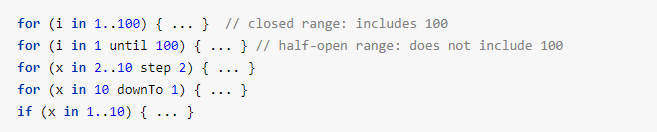 for (i in 1..100) { ... }  // closed range: includes 100
for (i in 1 until 100) { ... } // half-open range: does not include 100
for (x in 2..10 step 2) { ... }
for (x in 10 downTo 1) { ... }
if (x in 1..10) { ... }